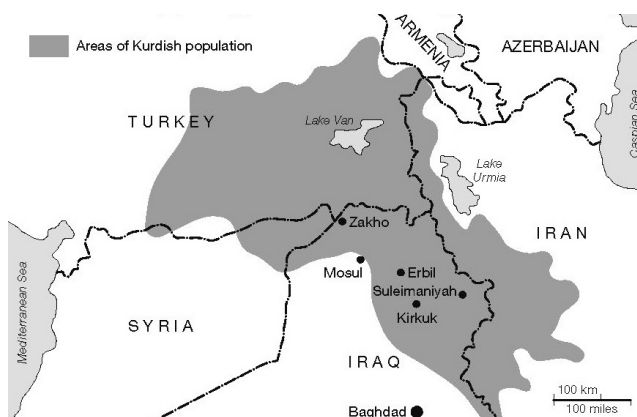 Areas of Kurdish population
ARMENIA
AZERBAIJAN
Caspian Sea
TURKEY
Lake Van
Lake
Urmia
IRAN
Zakho
Mosul
Erbil
Suleimaniyah
Kirkuk
Mediterranean Sea
SYRIA
IRAQ
Baghdad
100 km
100 miles